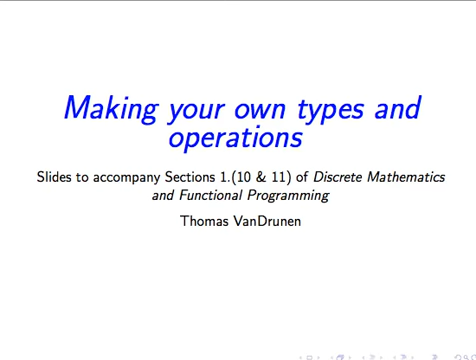 Making your own types and
operations
Slides to accompany Sections 1.(10 & 11) of Discrete Mathematics
and Functional Programming
Thomas VanDrunen